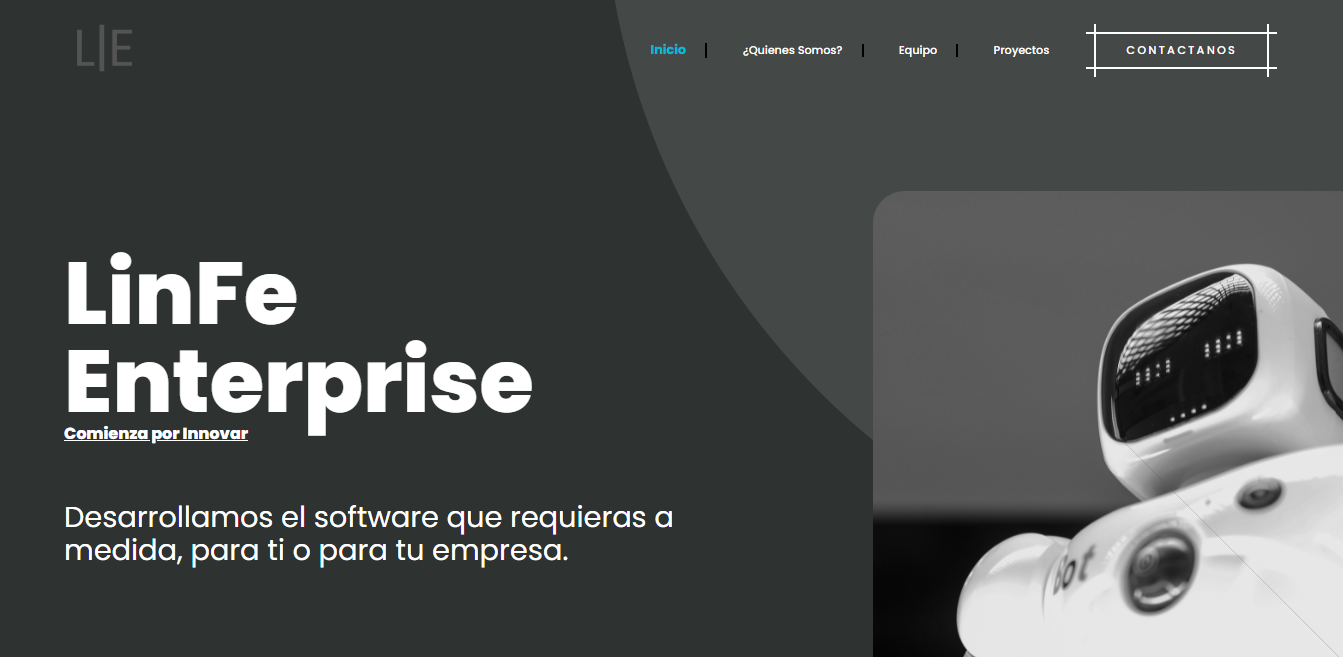 L|E
Inicio
¿Quienes Somos?
Equipo
Proyectos
CONTACTANOS
LinFe
Enterprise
Comienza por Innovar
Desarrollamos el software que requieras a
medida, para ti o para tu empresa.
Bot